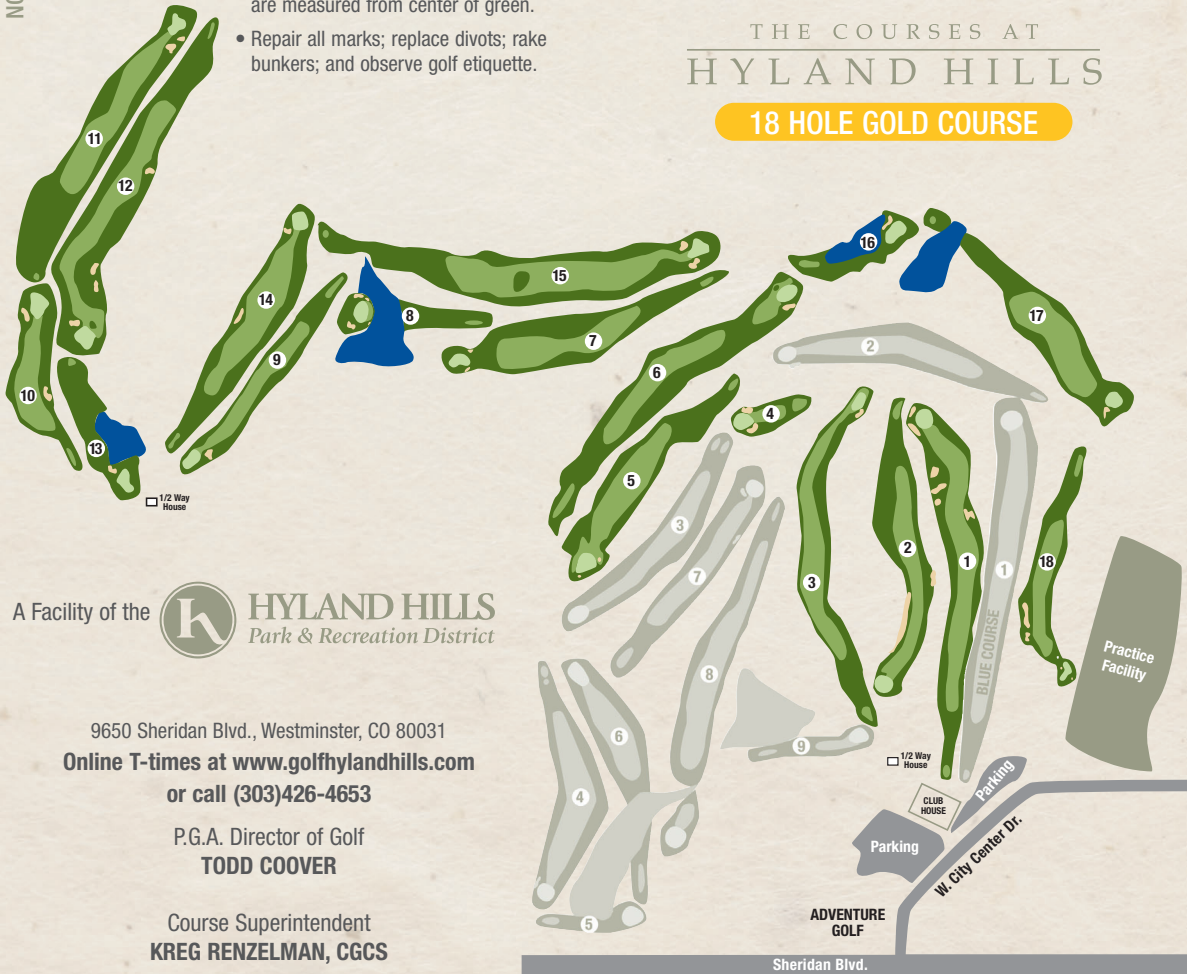 are measured from center of green.
• Repair all marks; replace divots; rake
bunkers; and observe golf etiquette.
THE COURSES AT
HYLAND HILLS
18 HOLE GOLD COURSE
11
12
10
13
14
9
15
8
7
16
17
6
2
4
5
3
7
3
2
1
1
BLUE COURSE
18
Practice
Facility
1/2 Way
House
A Facility of the
HYLAND HILLS
Park & Recreation District
9650 Sheridan Blvd., Westminster, CO 80031
Online T-times at www.golfhylandhills.com
or call (303)426-4653
P.G.A. Director of Golf
TODD COOVER
Course Superintendent
KREG RENZELMAN, CGCS
8
6
9
4
5
1/2 Way
House
CLUB
HOUSE
Parking
Parking
W. City Center Dr.
ADVENTURE
GOLF
Sheridan Blvd.